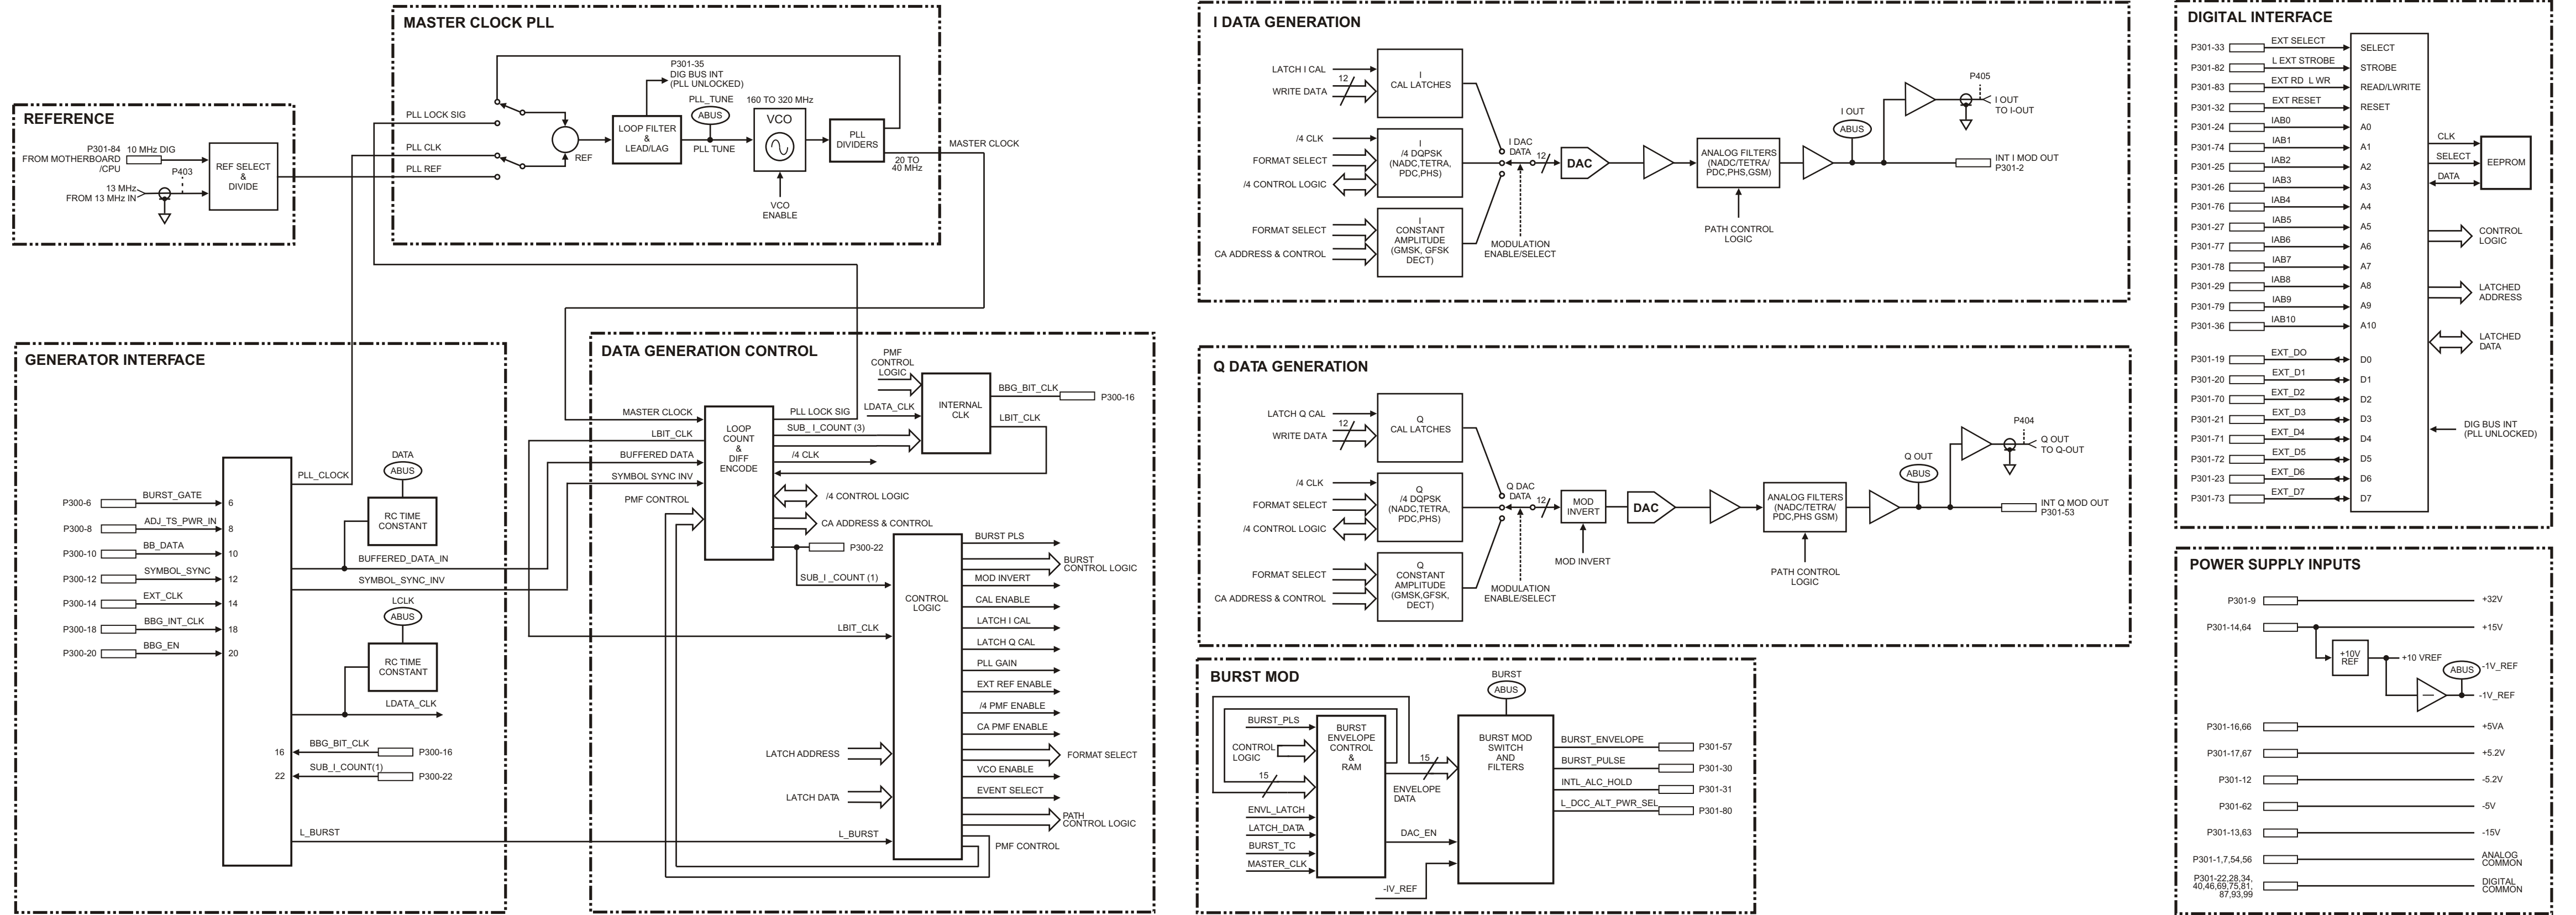 REFERENCE
P301-84
FROM MOTHERBOARD
/CPU
10 MHz DIG
P403
13 MHz
FROM 13 MHz IN
REF SELECT
&
DIVIDE
MASTER CLOCK PLL
P301-35
DIG BUS INT
(PLL UNLOCKED)
PLL_TUNE
ABUS
160 TO 320 MHz
VCO
PLL LOCK SIG
PLL CLK
PLL REF
REF
LOOP FILTER
&
LEAD/LAG
PLL TUNE
PLL
DIVIDERS
20 TO
40 MHz
MASTER CLOCK
VCO
ENABLE
GENERATOR INTERFACE
PLL_CLOCK
DATA
ABUS
RC TIME
CONSTANT
P300-6
BURST_GATE
6
P300-8
ADJ_TS_PWR_IN
8
P300-10
BB_DATA
10
P300-12
SYMBOL_SYNC
12
P300-14
EXT_CLK
14
P300-18
BBG_INT_CLK
18
P300-20
BBG_EN
20
BUFFERED_DATA_IN
SYMBOL_SYNC_INV
LCLK
ABUS
RC TIME
CONSTANT
LDATA_CLK
16
BBG_BIT_CLK
P300-16
22
SUB_I_COUNT(1)
P300-22
L_BURST
DATA GENERATION CONTROL
PMF
CONTROL
LOGIC
LDATA_CLK
INTERNAL
CLK
BBG_BIT_CLK
P300-16
LBIT_CLK
MASTER CLOCK
LBIT_CLK
BUFFERED DATA
SYMBOL SYNC INV
PMF CONTROL
LOOP
COUNT
&
DIFF
ENCODE
PLL LOCK SIG
SUB_ I_COUNT (3)
/4 CLK
/4 CONTROL LOGIC
CA ADDRESS & CONTROL
P300-22
SUB_I _COUNT (1)
LBIT_CLK
LATCH ADDRESS
LATCH DATA
L_BURST
CONTROL
LOGIC
BURST PLS
BURST
CONTROL LOGIC
MOD INVERT
CAL ENABLE
LATCH I CAL
LATCH Q CAL
PLL GAIN
EXT REF ENABLE
/4 PMF ENABLE
CA PMF ENABLE
FORMAT SELECT
VCO ENABLE
EVENT SELECT
PATH
CONTROL LOGIC
PMF CONTROL
I DATA GENERATION
LATCH I CAL
12
WRITE DATA
I
CAL LATCHES
/4 CLK
FORMAT SELECT
/4 CONTROL LOGIC
I
/4 DQPSK
(NADC,TETRA,
PDC,PHS)
FORMAT SELECT
CA ADDRESS & CONTROL
I
CONSTANT
AMPLITUDE
(GMSK, GFSK
DECT)
I DAC
DATA
12
MODULATION
ENABLE/SELECT
DAC
ANALOG FILTERS
(NADC/TETRA/
PDC,PHS,GSM)
PATH CONTROL
LOGIC
I OUT
ABUS
P405
I OUT
TO I-OUT
INT I MOD OUT
P301-2
Q DATA GENERATION
LATCH Q CAL
12
WRITE DATA
Q
CAL LATCHES
/4 CLK
FORMAT SELECT
/4 CONTROL LOGIC
Q
/4 DQPSK
(NADC,TETRA,
PDC,PHS)
FORMAT SELECT
CA ADDRESS & CONTROL
Q
CONSTANT
AMPLITUDE
(GMSK,GFSK,
DECT)
Q DAC
DATA
12
MODULATION
ENABLE/SELECT
MOD
INVERT
MOD INVERT
DAC
ANALOG FILTERS
(NADC/TETRA/
PDC,PHS GSM)
PATH CONTROL
LOGIC
Q OUT
ABUS
P404
Q OUT
TO Q-OUT
INT Q MOD OUT
P301-53
BURST MOD
BURST_PLS
CONTROL
LOGIC
15
ENVL_LATCH
LATCH_DATA
BURST_TC
MASTER_CLK
BURST
ENVELOPE
CONTROL
&
RAM
15
ENVELOPE
DATA
DAC_EN
-IV_REF
BURST
ABUS
BURST MOD
SWITCH
AND
FILTERS
BURST_ENVELOPE
P301-57
BURST_PULSE
P301-30
INTL_ALC_HOLD
P301-31
L_DCC_ALT_PWR_SEL
P301-80
DIGITAL INTERFACE
P301-33
EXT SELECT
SELECT
P301-82
L EXT STROBE
STROBE
P301-83
EXT RD L WR
READ/LWRITE
P301-32
EXT RESET
RESET
P301-24
IAB0
A0
P301-74
IAB1
A1
P301-25
IAB2
A2
P301-26
IAB3
A3
P301-76
IAB4
A4
P301-27
IAB5
A5
P301-77
IAB6
A6
P301-78
IAB7
A7
P301-29
IAB8
A8
P301-79
IAB9
A9
P301-36
IAB10
A10
P301-19
EXT_DO
D0
P301-20
EXT_D1
D1
P301-70
EXT_D2
D2
P301-21
EXT_D3
D3
P301-71
EXT_D4
D4
P301-72
EXT_D5
D5
P301-23
EXT_D6
D6
P301-73
EXT_D7
D7
CLK
SELECT
DATA
EEPROM
CONTROL
LOGIC
LATCHED
ADDRESS
LATCHED
DATA
DIG BUS INT
(PLL UNLOCKED)
POWER SUPPLY INPUTS
P301-9
+32V
P301-14,64
+15V
+10V
REF
+10 VREF
ABUS
-1V_REF
-1V_REF
P301-16,66
+5VA
P301-17,67
+5.2V
P301-12
-5.2V
P301-62
-5V
P301-13,63
-15V
P301-1,7,54,56
ANALOG
COMMON
P301-22,28,34,
40,46,69,75,81,
87,93,99
DIGITAL
COMMON